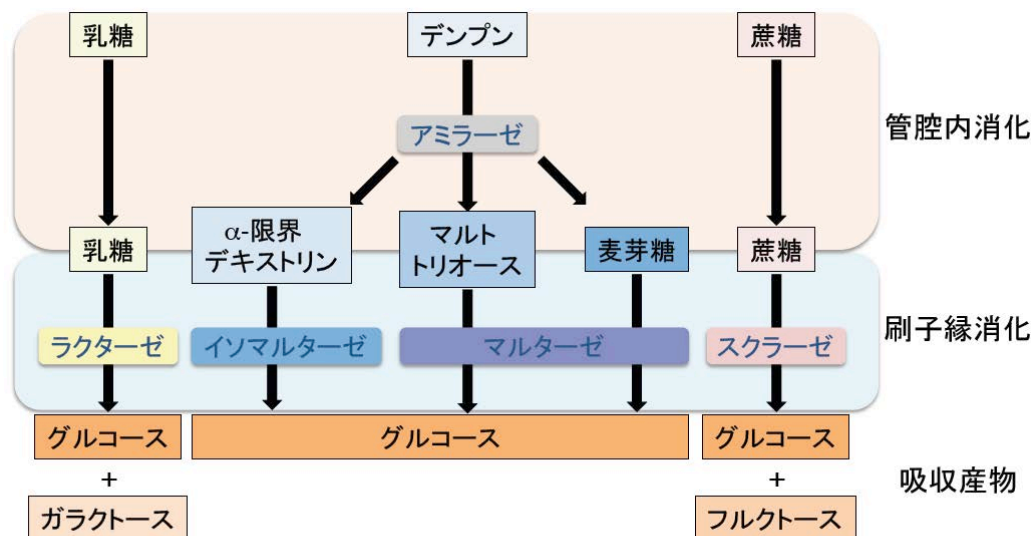 乳糖
デンプン
蔗糖
アミラーゼ
管腔内消化
乳糖
α-限界
デキストリン
マルト
トリオース
麦芽糖
蔗糖
ラクターゼ
イソマルターゼ
マルターゼ
スクラーゼ
刷子縁消化
グルコース
グルコース
グルコース
+
+
吸収産物
ガラクトース
フルクトース